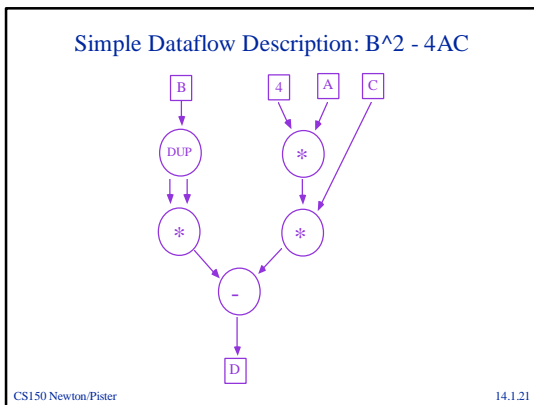 Simple Dataflow Description: B^2 - 4AC
B 4 A C
DUP *
* *
-
D
CS150 Newton/Pister 14.1.21